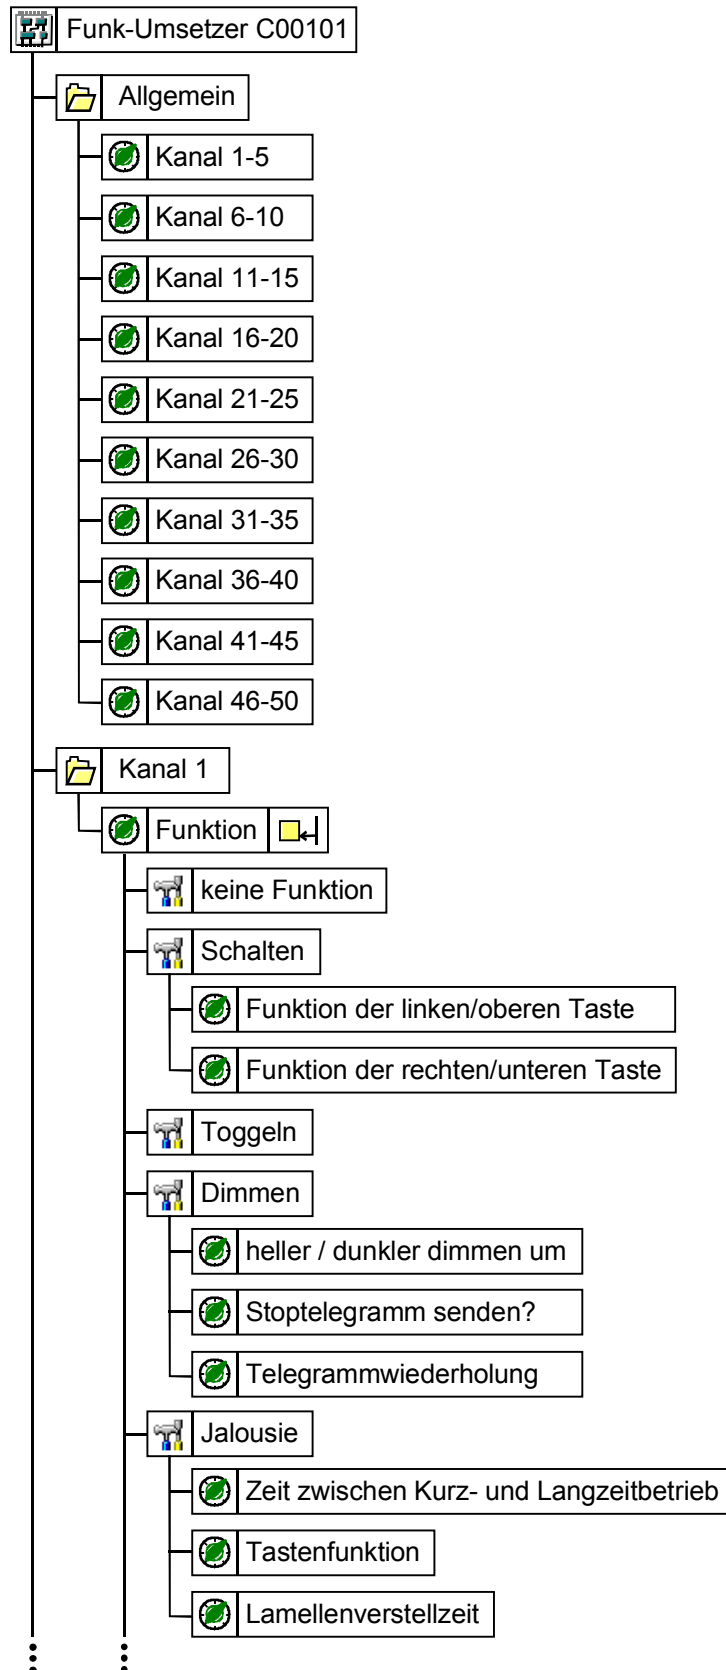 Funk-Umsetzer C00101
Allgemein
Kanal 1-5
Kanal 6-10
Kanal 11-15
Kanal 16-20
Kanal 21-25
Kanal 26-30
Kanal 31-35
Kanal 36-40
Kanal 41-45
Kanal 46-50
Kanal 1
Funktion
keine Funktion
Schalten
Funktion der linken/oberen Taste
Funktion der rechten/unteren Taste
Toggeln
Dimmen
heller / dunkler dimmen um
Stoptelegramm senden?
Telegrammwiederholung
Jalousie
Zeit zwischen Kurz- und Langzeitbetrieb
Tastenfunktion
Lamellenverstellzeit